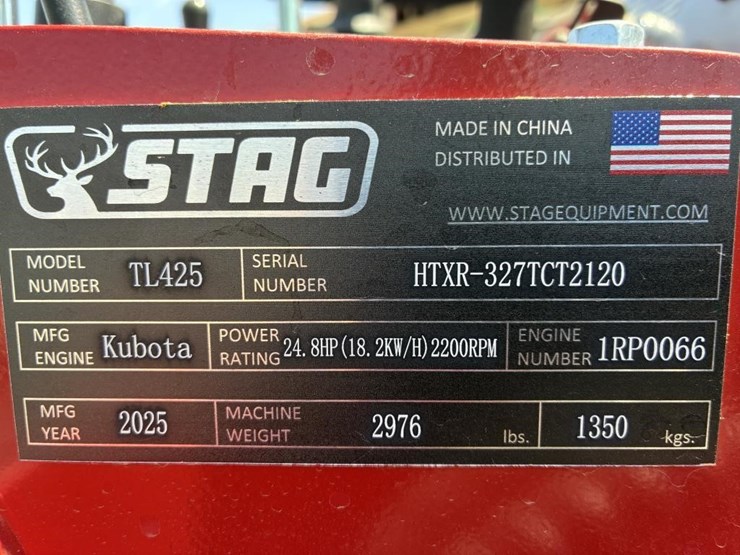 STAG
MADE IN CHINA
DISTRIBUTED IN
WWW.STAGEQUIPMENT.COM
MODEL NUMBER TL425
SERIAL NUMBER HTXR-327TCT2120
MFG ENGINE Kubota
POWER RATING 24.8HP(18.2KW/H)2200RPM
ENGINE NUMBER 1RP0066
MFG YEAR 2025
MACHINE WEIGHT 2976 lbs. 1350 kgs.